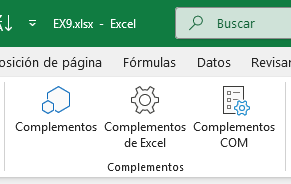 EX9.xlsx - Excel
Buscar
osición de página Fórmulas Datos Revisar
Complementos
Complementos de Excel
Complementos COM
Complementos